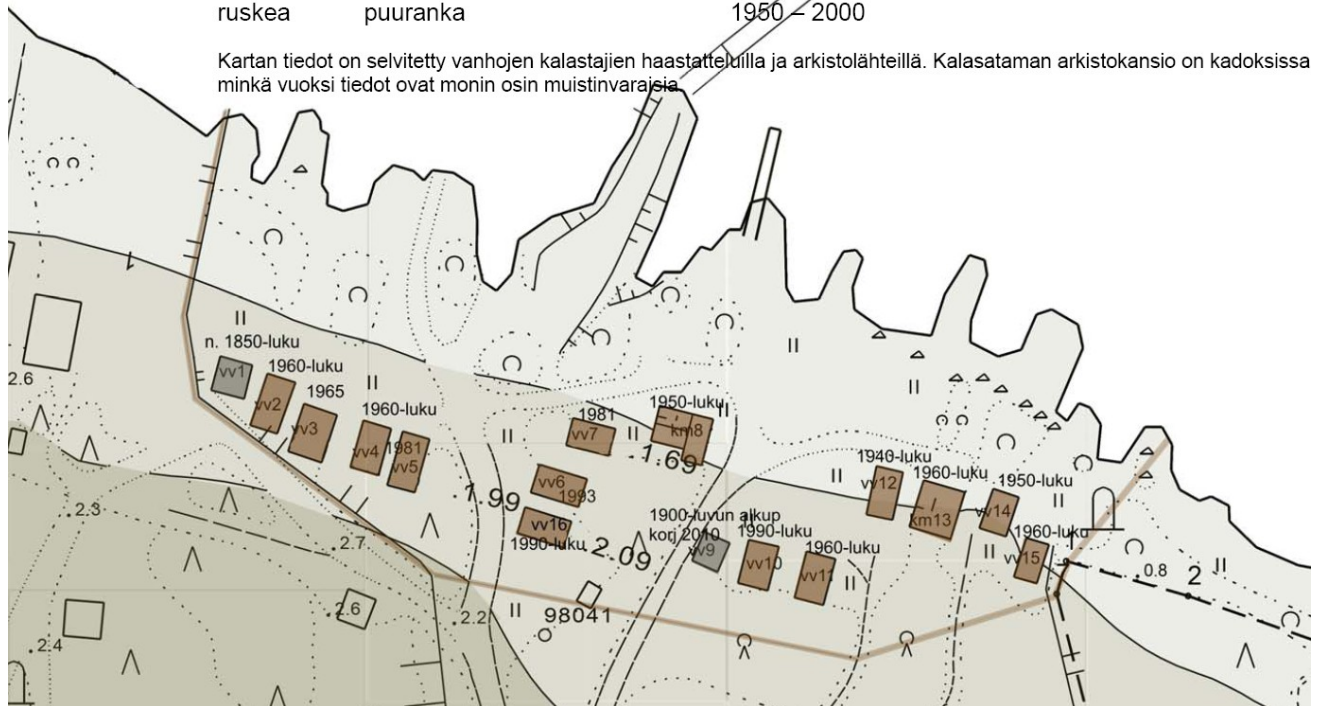 ruskea puuranka 1950 – 2000
Kartan tiedot on selvitetty vanhojen kalastajien haastatteluilla ja arkistolähteillä. Kalasataman arkistokansio on kadoksissa
minkä vuoksi tiedot ovat monin osin muistinvaraisia.
1
n. 1850-luku
vv1
1960-luku
vv2
1965
vv3
1960-luku
vv4
1981
vv5
1981
vv7
1950-luku
km8
.1.69
vv6
1993
.1.99
vv16
1990-luku
.2.09
1900-luvun alkup
korj 2010
vv9
1990-luku
vv10
1960-luku
vv11
1940-luku
vv12
1960-luku
km13
1950-luku
vv14
1960-luku
vv15
2.6
.2.3
.2.7
.2.6
.2.2
.2.4
98041
.0.8
2